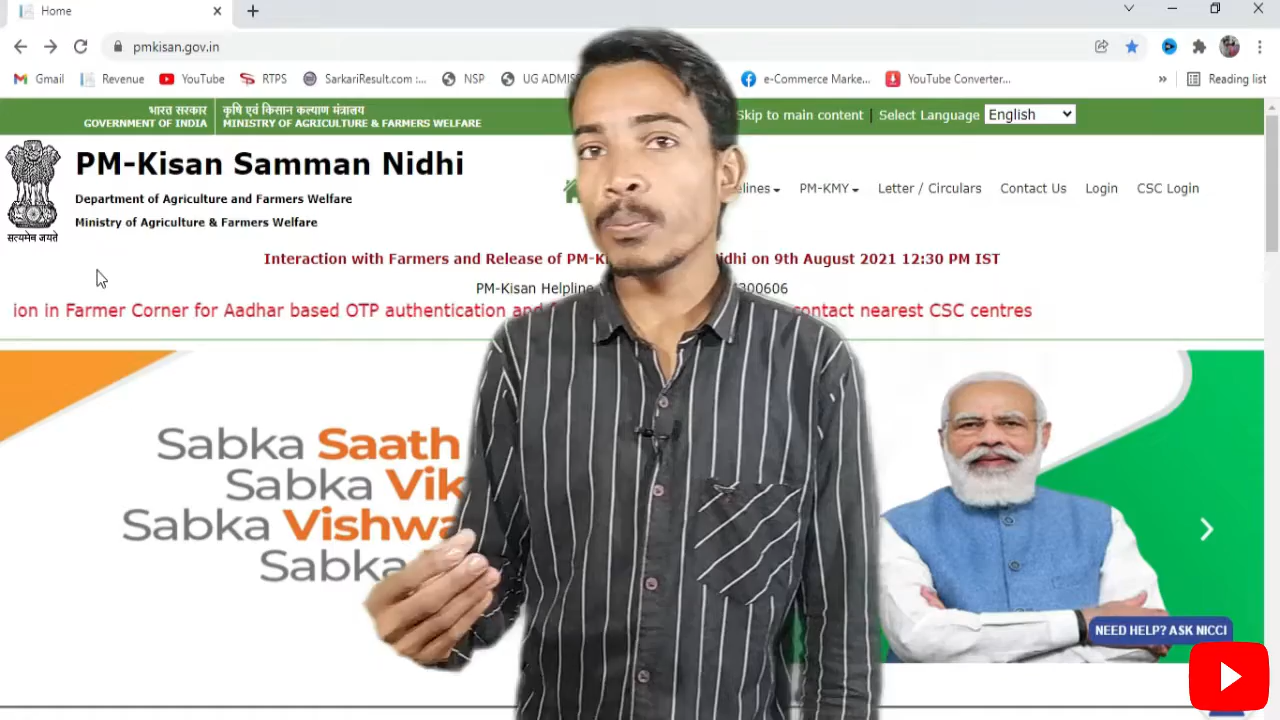 Home
pmkisan.gov.in
Gmail Revenue YouTube RTPS SarkariResult.com :... NSP UG ADMIS e-Commerce Marke... YouTube Converter... » Reading list
भारत सरकार कृषि एवं किसान कल्याण मंत्रालय
GOVERNMENT OF INDIA MINISTRY OF AGRICULTURE & FARMERS WELFARE
Skip to main content | Select Language English
PM-Kisan Samman Nidhi
Department of Agriculture and Farmers Welfare
Ministry of Agriculture & Farmers Welfare
सत्यमेव जयते
elines PM-KMY Letter / Circulars Contact Us Login CSC Login
Interaction with Farmers and Release of PM-Ki idhi on 9th August 2021 12:30 PM IST
PM-Kisan Helpline 300606
ion in Farmer Corner for Aadhar based OTP authentication and contact nearest CSC centres
Sabka Saath
Sabka Vik
Sabka Vishwa
Sabka
NEED HELP? ASK NICCI